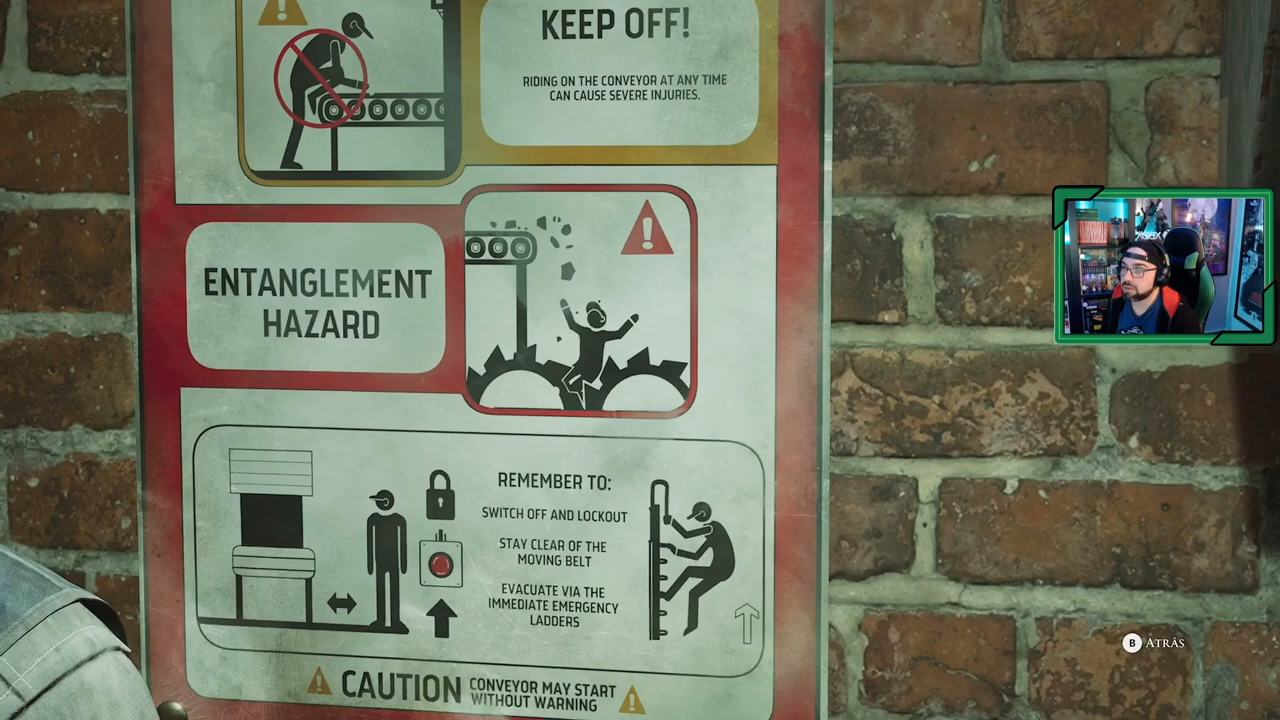 KEEP OFF!
RIDING ON THE CONVEYOR AT ANY TIME
CAN CAUSE SEVERE INJURIES.
ENTANGLEMENT
HAZARD
REMEMBER TO:
SWITCH OFF AND LOCKOUT
STAY CLEAR OF THE
MOVING BELT
EVACUATE VIA THE
IMMEDIATE EMERGENCY
LADDERS
CAUTION CONVEYOR MAY START
WITHOUT WARNING
XBOX
B ATRÁS